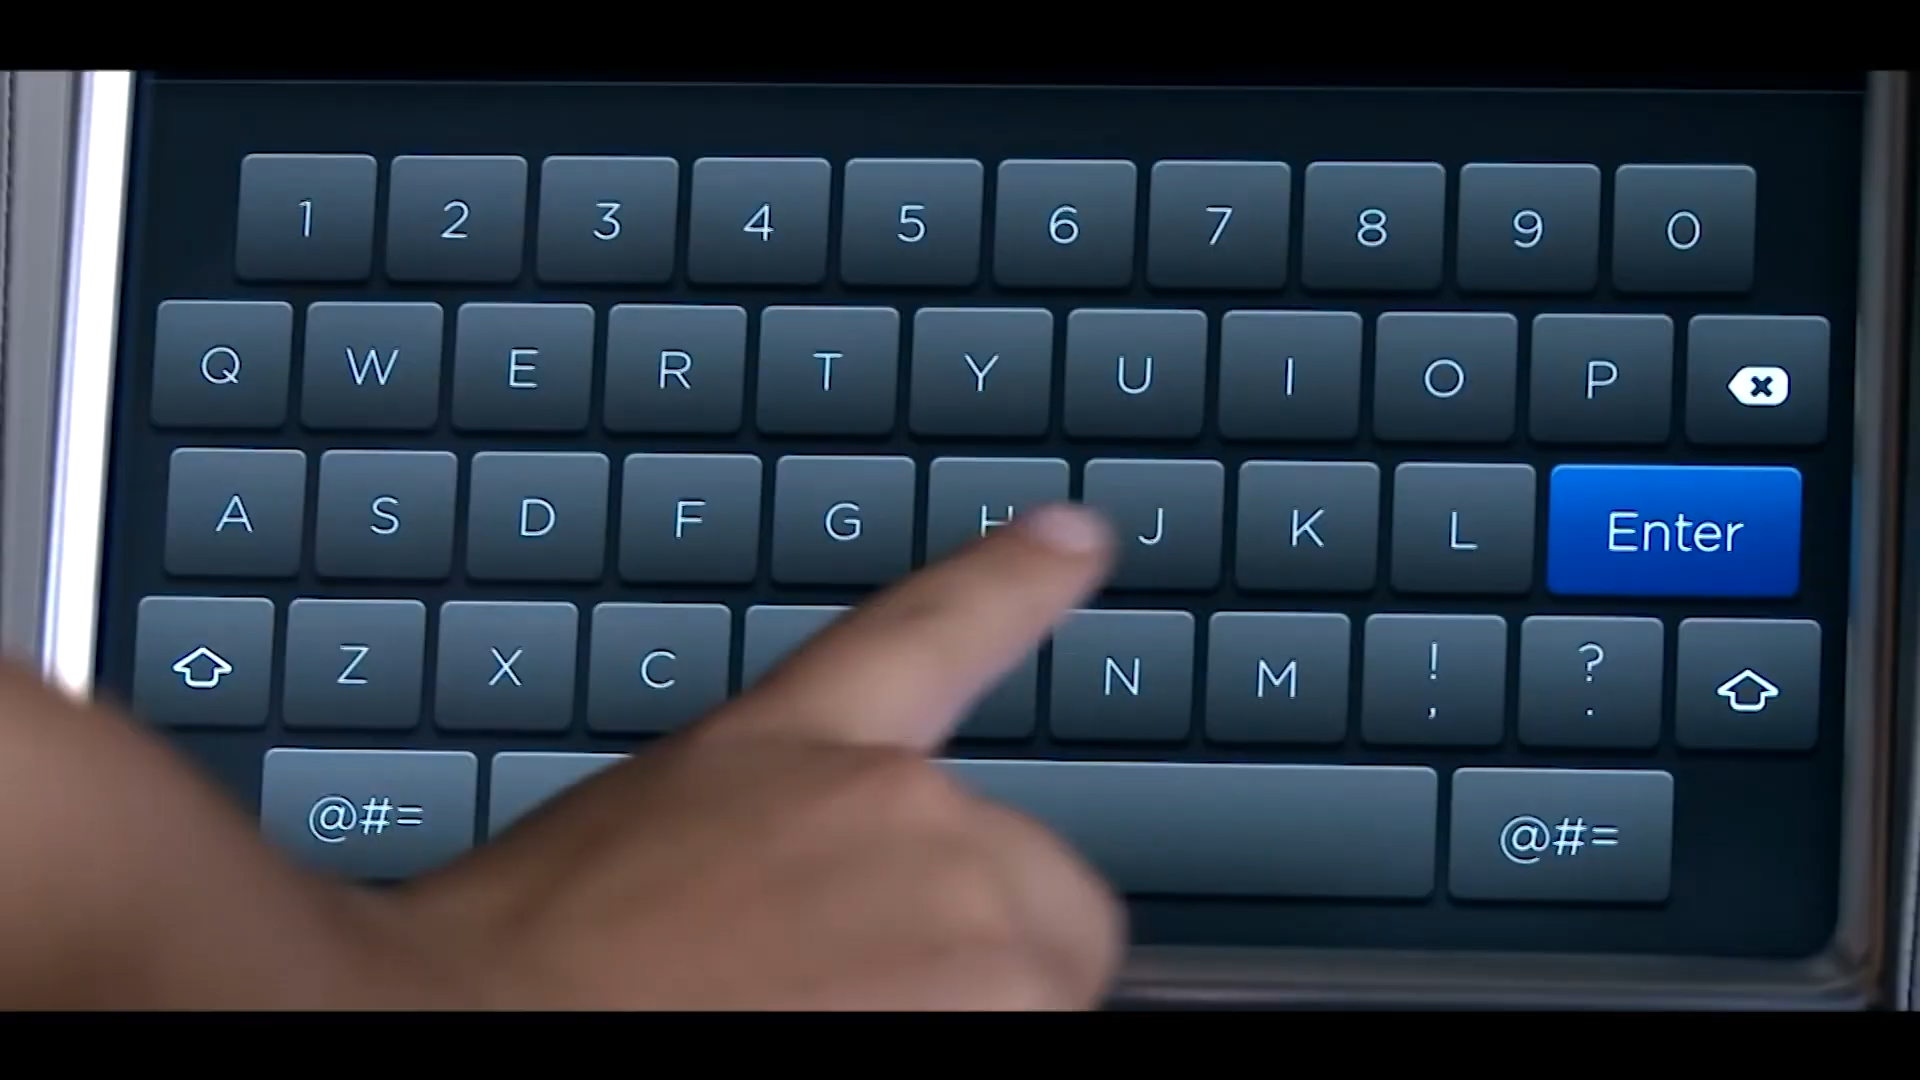 1 2 3 4 5 6 7 8 9 0
Q W E R T Y U I O P
A S D F G H J K L Enter
Z X C N M ! , ? .
@#= @#=